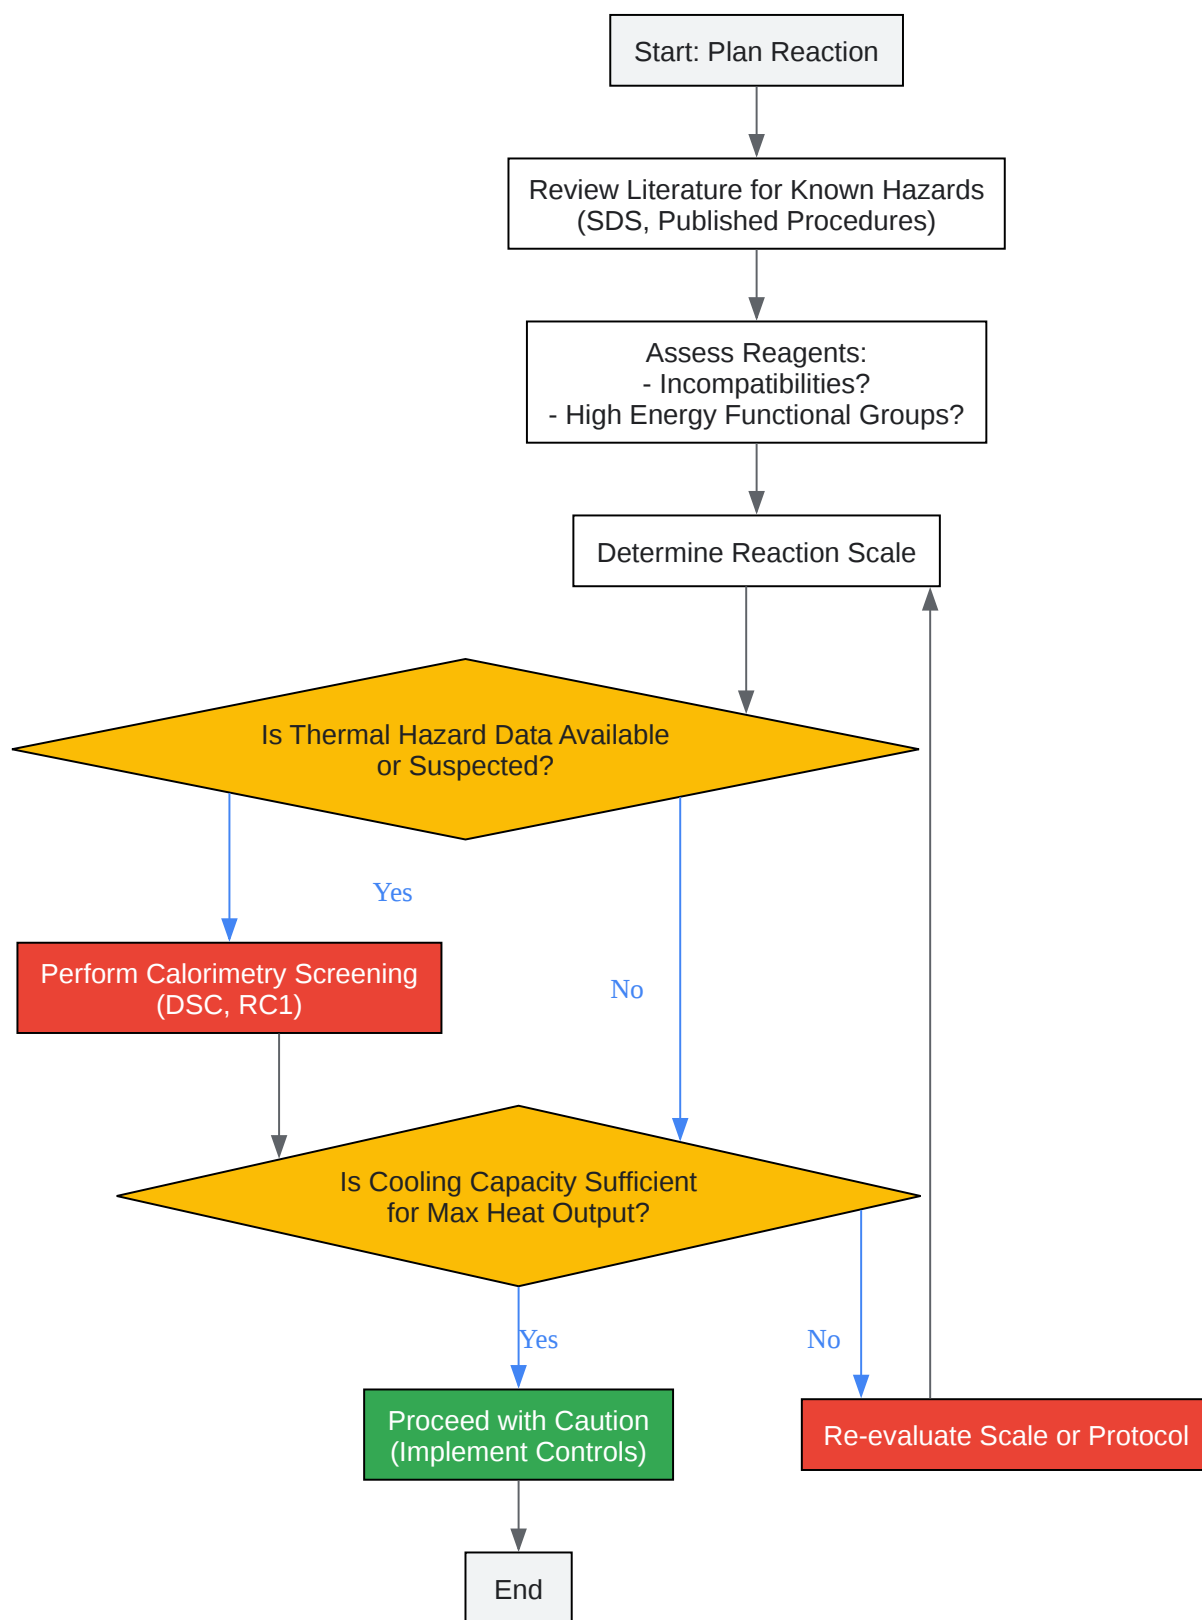 Start: Plan Reaction
Review Literature for Known Hazards
(SDS, Published Procedures)
Assess Reagents:
- Incompatibilities?
- High Energy Functional Groups?
Determine Reaction Scale
Is Thermal Hazard Data Available
or Suspected?
Yes
Perform Calorimetry Screening
(DSC, RC1)
No
Is Cooling Capacity Sufficient
for Max Heat Output?
Yes
No
Proceed with Caution
(Implement Controls)
Re-evaluate Scale or Protocol
End